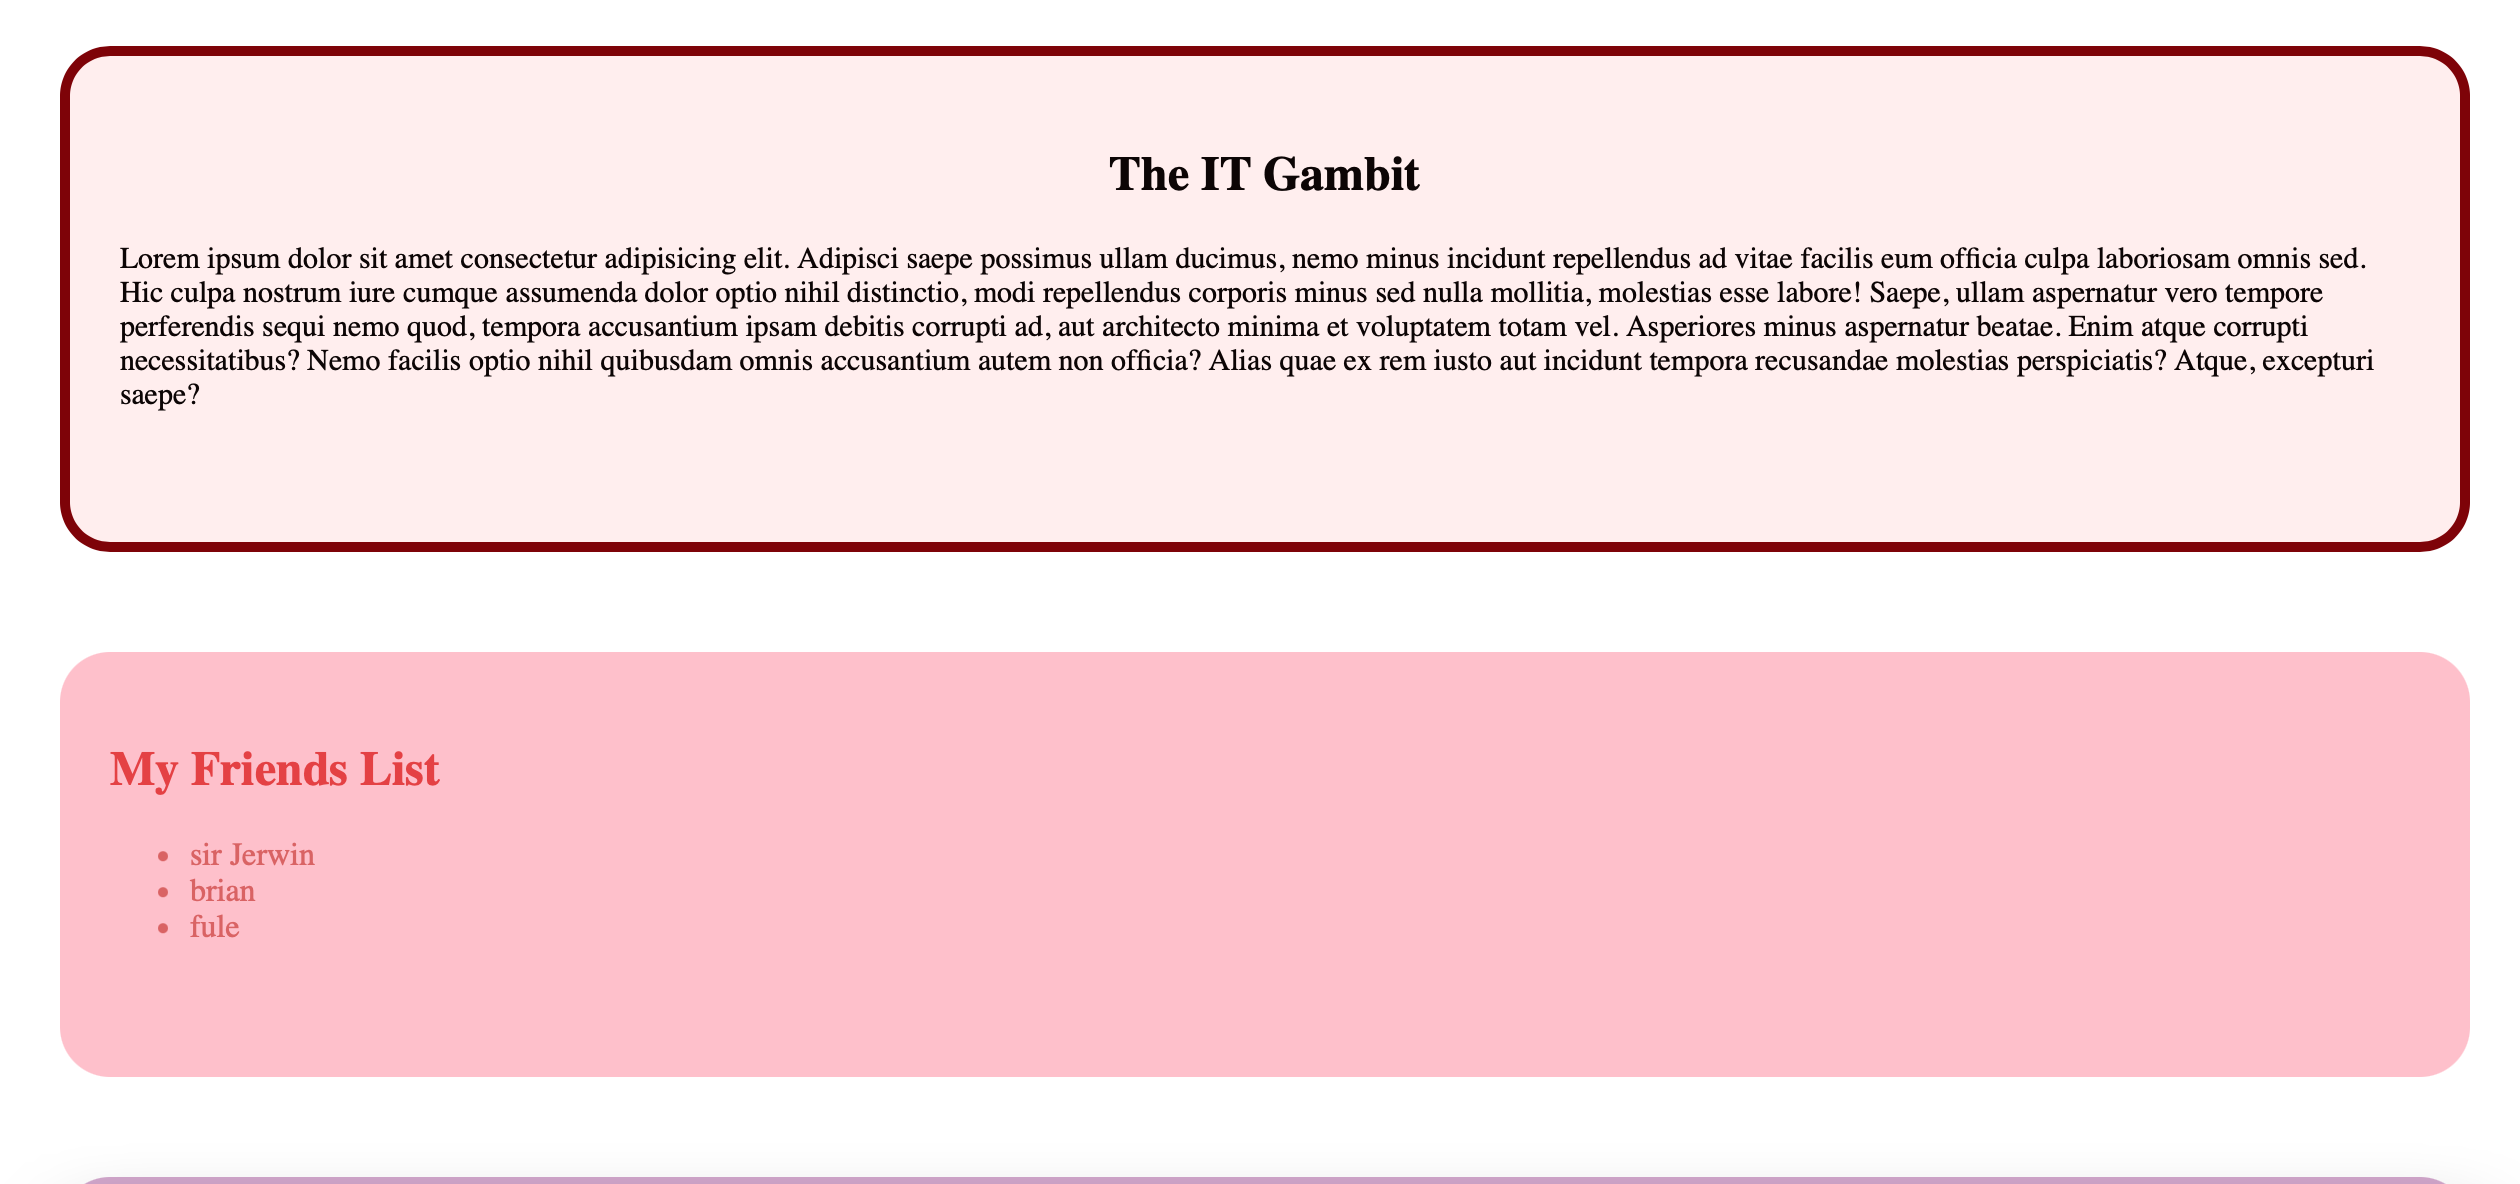 The IT Gambit
Lorem ipsum dolor sit amet consectetur adipisicing elit. Adipisci saepe possimus ullam ducimus, nemo minus incidunt repellendus ad vitae facilis eum officia culpa laboriosam omnis sed.
Hic culpa nostrum iure cumque assumenda dolor optio nihil distinctio, modi repellendus corporis minus sed nulla mollitia, molestias esse labore! Saepe, ullam aspernatur vero tempore
perferendis sequi nemo quod, tempora accusantium ipsam debitis corrupti ad, aut architecto minima et voluptatem totam vel. Asperiores minus aspernatur beatae. Enim atque corrupti
necessitatibus? Nemo facilis optio nihil quibusdam omnis accusantium autem non officia? Alias quae ex rem iusto aut incidunt tempora recusandae molestias perspiciatis? Atque, excepturi
saepe?
My Friends List
• sir Jerwin
• brian
• fule